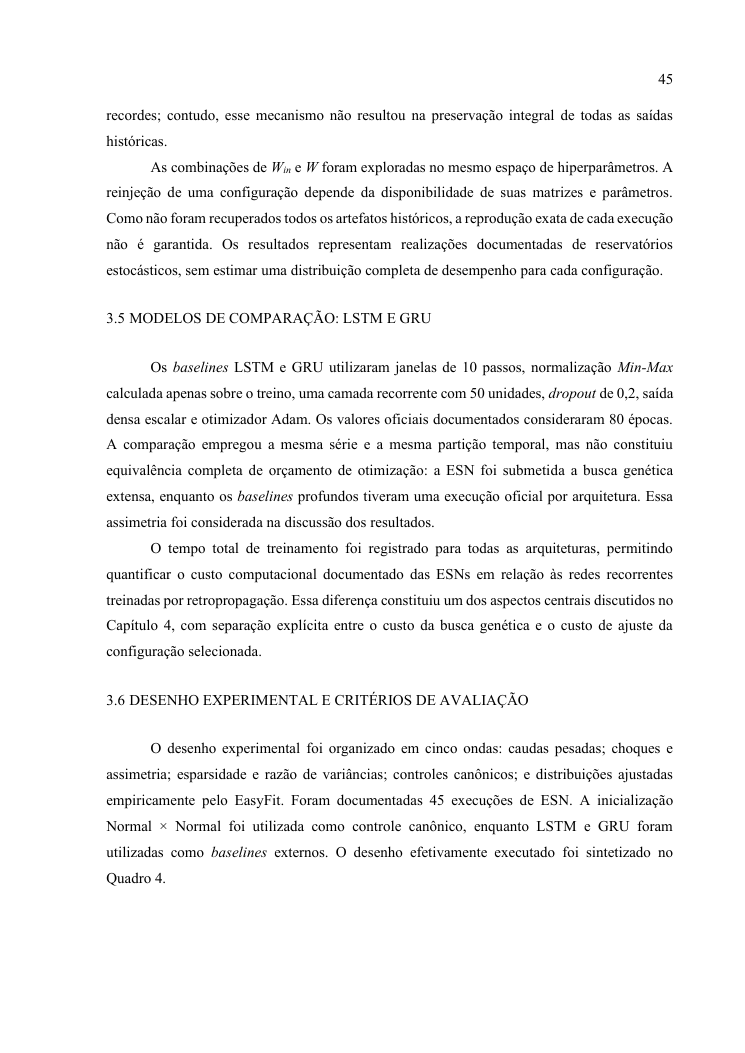 45
recordes; contudo, esse mecanismo não resultou na preservação integral de todas as saídas
históricas.
As combinações de Win e W foram exploradas no mesmo espaço de hiperparâmetros. A
reinjeção de uma configuração depende da disponibilidade de suas matrizes e parâmetros.
Como não foram recuperados todos os artefatos históricos, a reprodução exata de cada execução
não é garantida. Os resultados representam realizações documentadas de reservatórios
estocásticos, sem estimar uma distribuição completa de desempenho para cada configuração.
3.5 MODELOS DE COMPARAÇÃO: LSTM E GRU
Os baselines LSTM e GRU utilizaram janelas de 10 passos, normalização Min-Max
calculada apenas sobre o treino, uma camada recorrente com 50 unidades, dropout de 0,2, saída
densa escalar e otimizador Adam. Os valores oficiais documentados consideraram 80 épocas.
A comparação empregou a mesma série e a mesma partição temporal, mas não constituiu
equivalência completa de orçamento de otimização: a ESN foi submetida a busca genética
extensa, enquanto os baselines profundos tiveram uma execução oficial por arquitetura. Essa
assimetria foi considerada na discussão dos resultados.
O tempo total de treinamento foi registrado para todas as arquiteturas, permitindo
quantificar o custo computacional documentado das ESNs em relação às redes recorrentes
treinadas por retropropagação. Essa diferença constituiu um dos aspectos centrais discutidos no
Capítulo 4, com separação explícita entre o custo da busca genética e o custo de ajuste da
configuração selecionada.
3.6 DESENHO EXPERIMENTAL E CRITÉRIOS DE AVALIAÇÃO
O desenho experimental foi organizado em cinco ondas: caudas pesadas; choques e
assimetria; esparsidade e razão de variâncias; controles canônicos; e distribuições ajustadas
empiricamente pelo EasyFit. Foram documentadas 45 execuções de ESN. A inicialização
Normal × Normal foi utilizada como controle canônico, enquanto LSTM e GRU foram
utilizadas como baselines externos. O desenho efetivamente executado foi sintetizado no
Quadro 4.